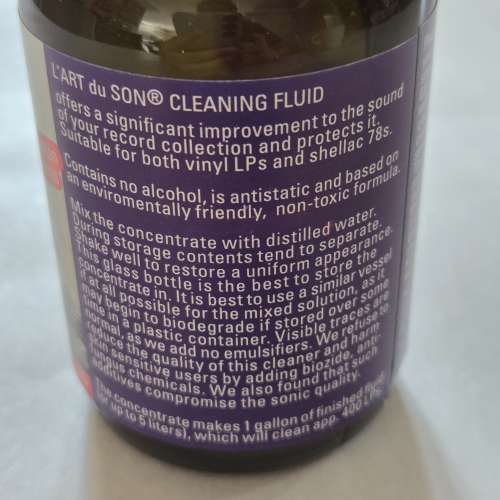 L'ART du SON® CLEANING FLUID
offers a significant improvement to the sound
of your record collection and protects it.
Suitable for both vinyl LPs and shellac 78s.
Contains no alcohol, is antistatic and based on
an enviromentally friendly, non-toxic formula.
Mix the concentrate with distilled water.
During storage contents tend to separate.
Shake well to restore a uniform appearance.
This glass bottle is the best to store the
concentrate in. It is best to use a similar vessel
if at all possible for the mixed solution, as it
may begin to biodegrade if stored over some
time in a plastic container. Visible traces are
normal, as we add no emulsifiers. We refuse to
reduce the quality of this cleaner and harm
skin sensitive users by adding biozide, anti-
fungus chemicals. We also found that such
additives compromise the sonic quality.
The concentrate makes 1 gallon of finished fluid
(or up to 5 liters), which will clean app. 400 LPs.